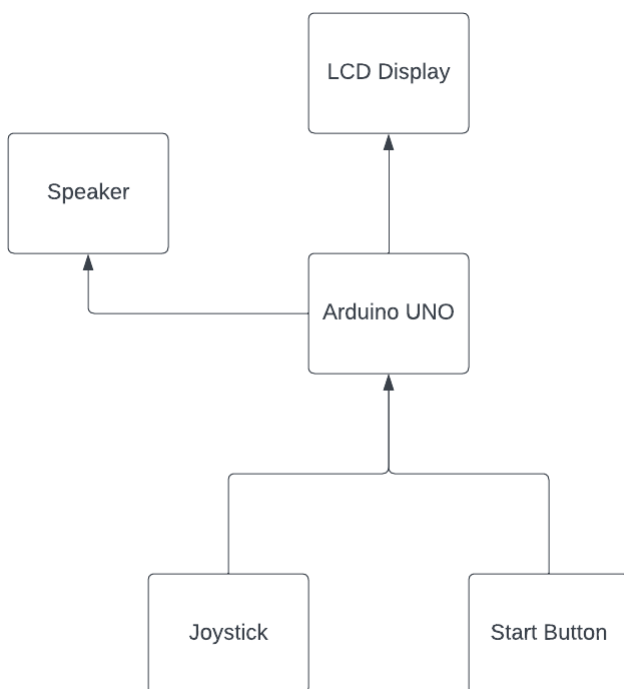 LCD Display
Speaker
Arduino UNO
Joystick
Start Button